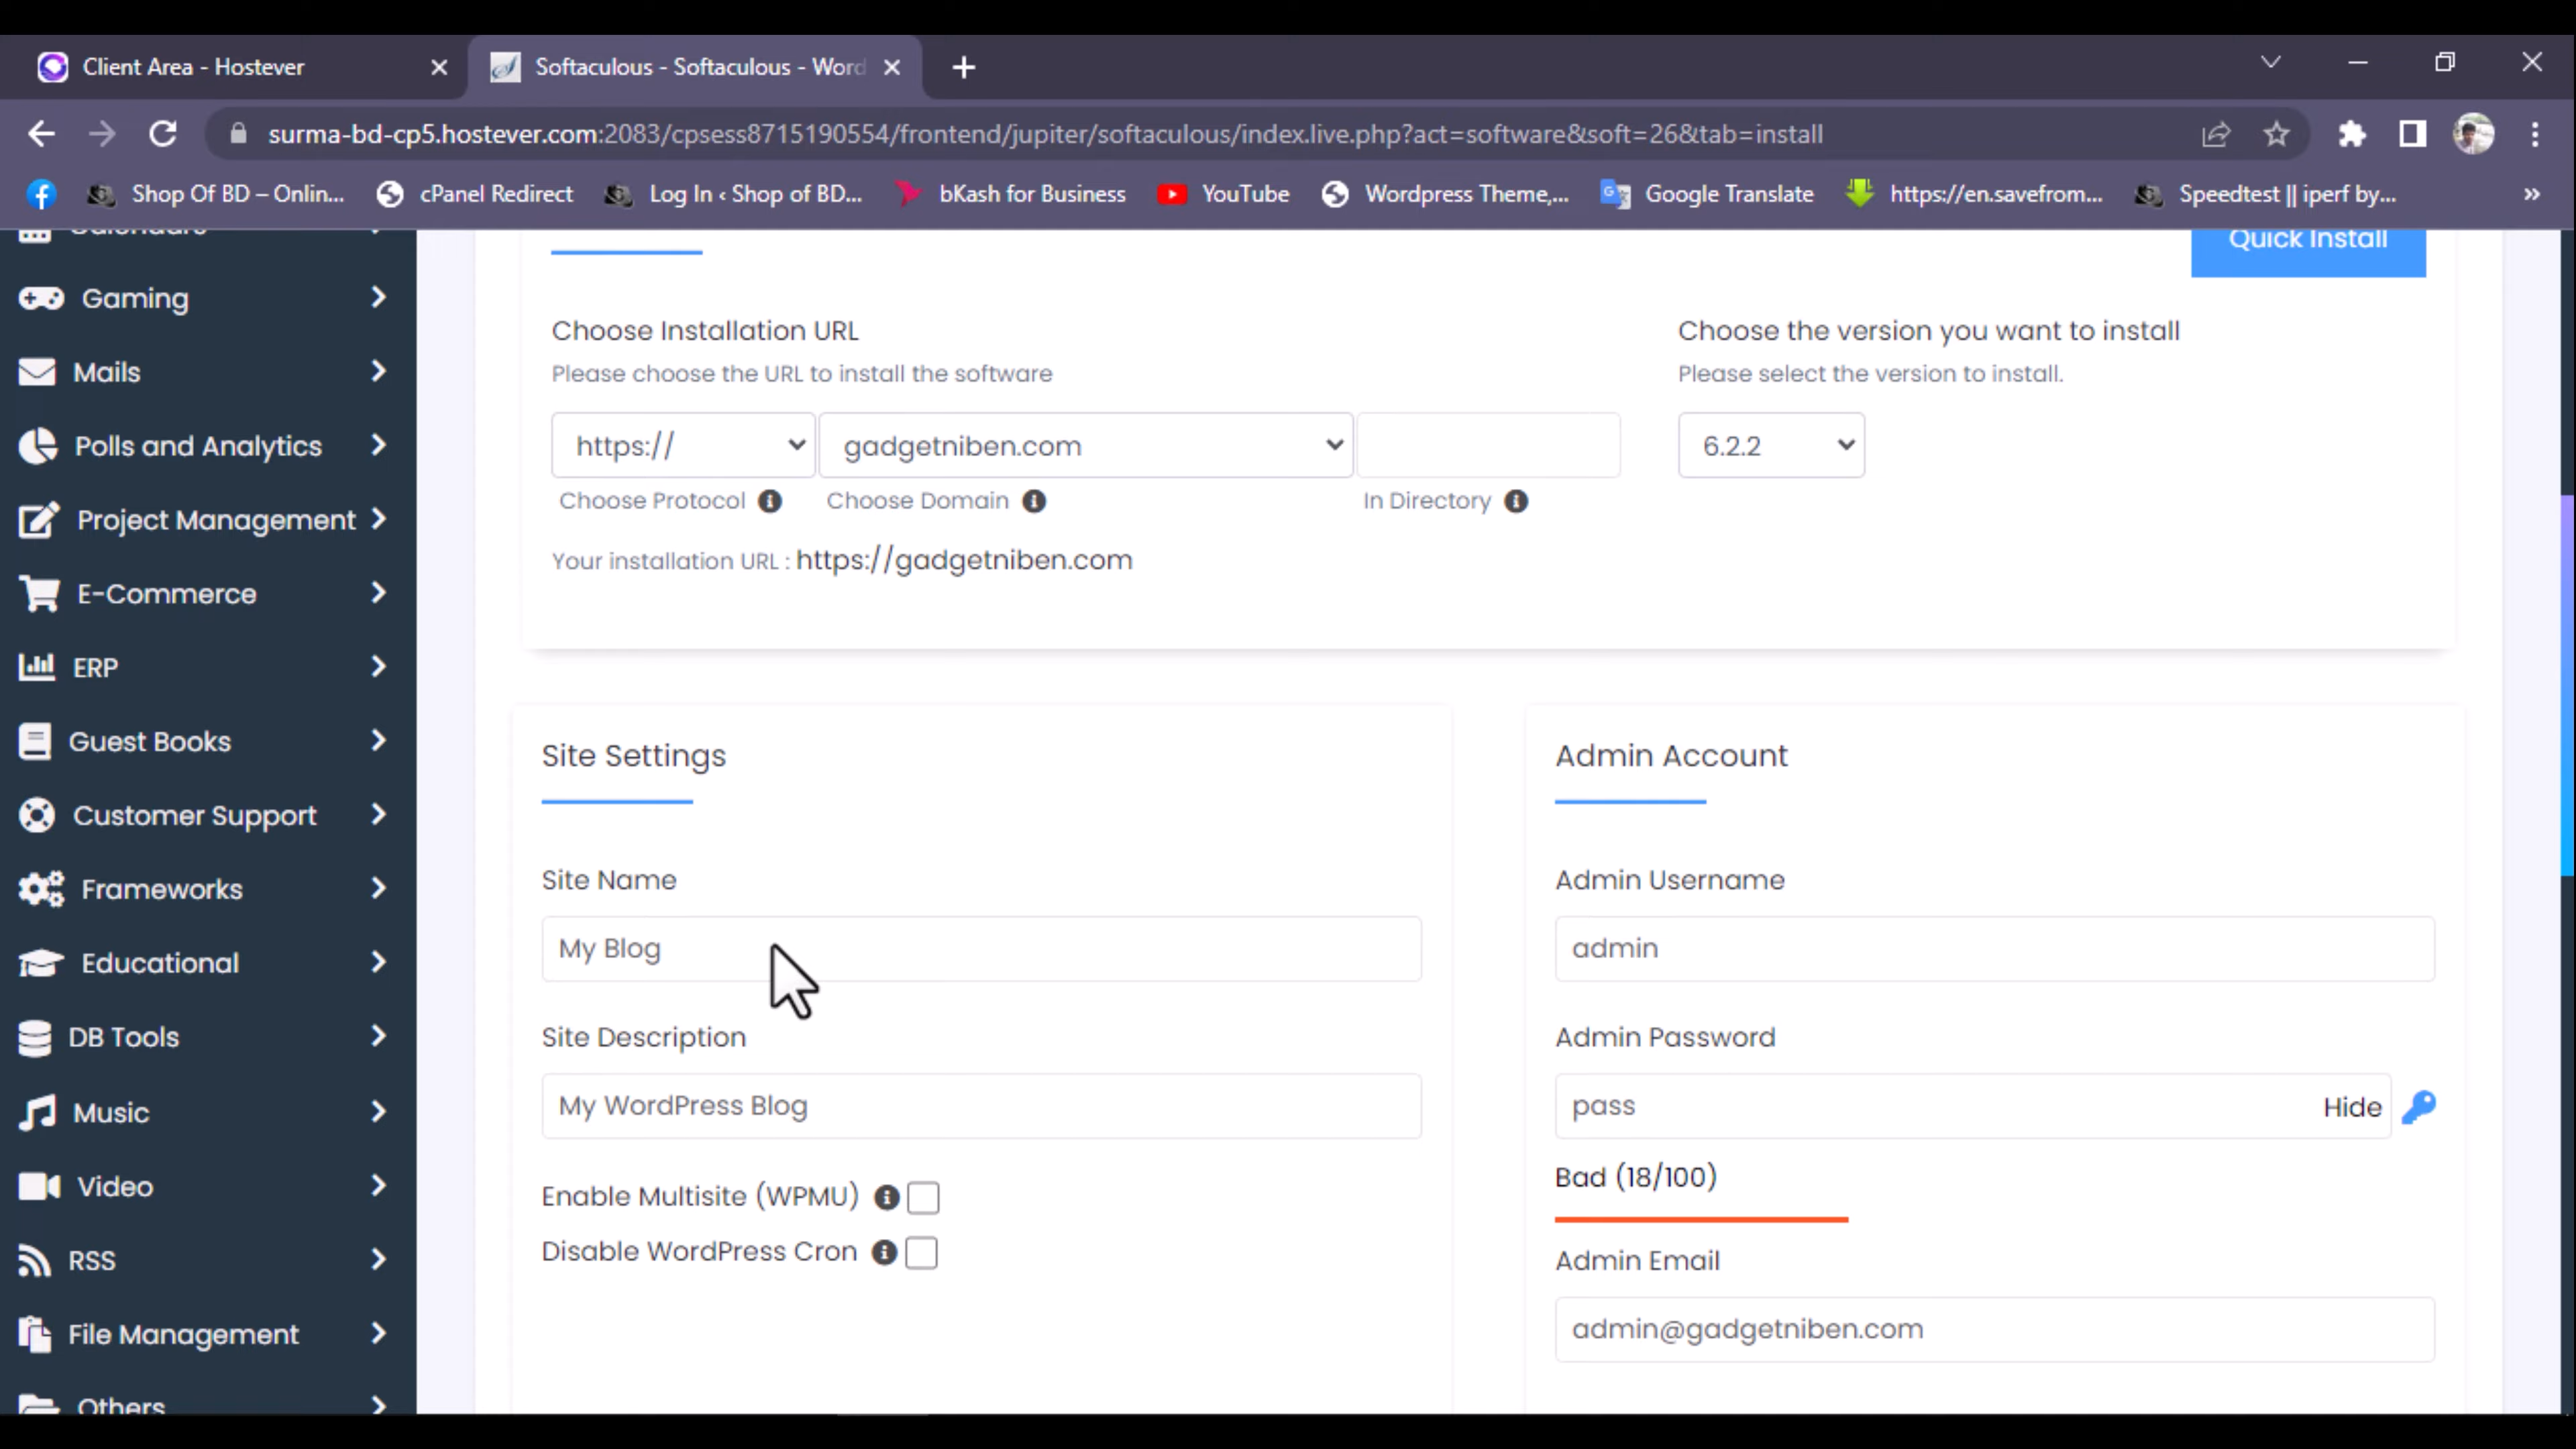 Client Area - Hostever
Softaculous - Softaculous - Word
surma-bd-cp5.hostever.com:2083/cpsess8715190554/frontend/jupiter/softaculous/index.live.php?act=software&soft=26&tab=install
Shop Of BD – Onlin...
cPanel Redirect
Log In ‹ Shop of BD...
bKash for Business
YouTube
Wordpress Theme,...
Google Translate
https://en.savefrom...
Speedtest || iperf by...
»
Calendars
Gaming
Mails
Polls and Analytics
Project Management
E-Commerce
ERP
Guest Books
Customer Support
Frameworks
Educational
DB Tools
Music
Video
RSS
File Management
Others
Quick Install
Choose Installation URL
Please choose the URL to install the software
https://
gadgetniben.com
Choose Protocol
Choose Domain
In Directory
Your installation URL : https://gadgetniben.com
Choose the version you want to install
Please select the version to install.
6.2.2
Site Settings
Site Name
My Blog
Site Description
My WordPress Blog
Enable Multisite (WPMU)
Disable WordPress Cron
Admin Account
Admin Username
admin
Admin Password
pass
Hide
Bad (18/100)
Admin Email
admin@gadgetniben.com